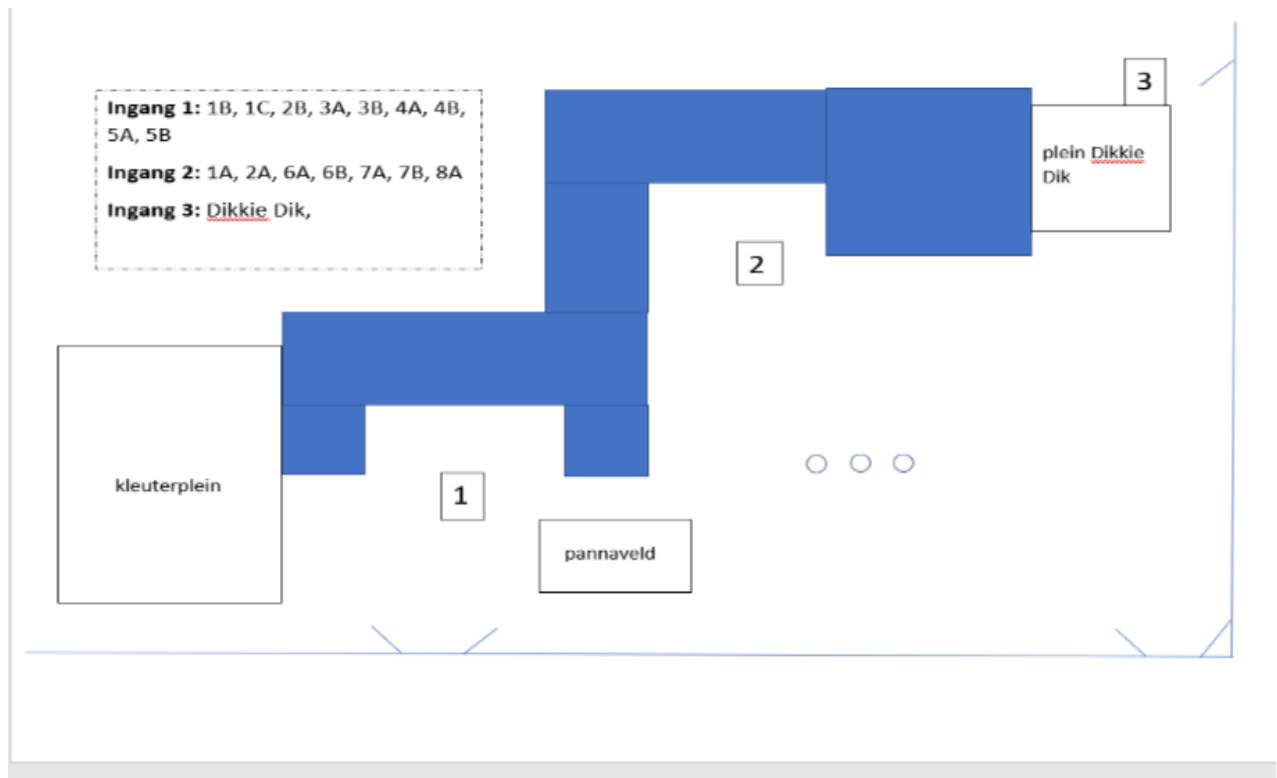 3
Ingang 1: 1B, 1C, 2B, 3A, 3B, 4A, 4B,
5A, 5B
Ingang 2: 1A, 2A, 6A, 6B, 7A, 7B, 8A
Ingang 3: Dikkie Dik,
plein Dikkie
Dik
2
kleuterplein
1
pannaveld